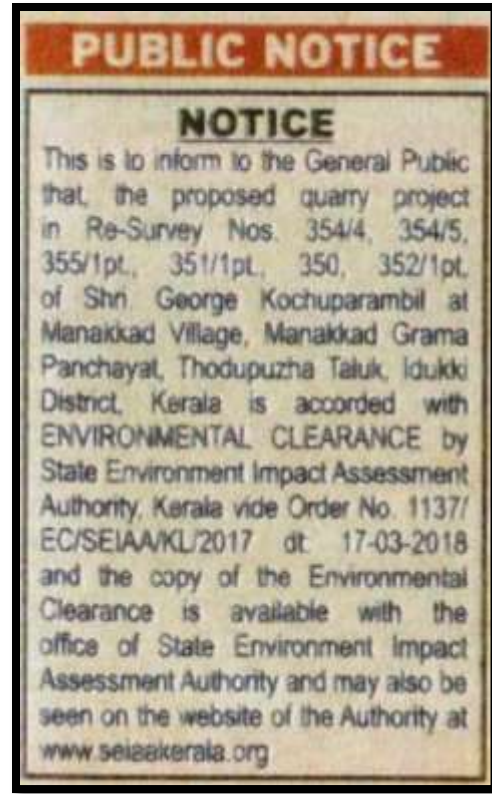 PUBLIC NOTICE
NOTICE
This is to inform to the General Public
that, the proposed quarry project
in Re-Survey Nos. 354/4, 354/5,
355/1pt., 351/1pt., 350, 352/1pt.
of Shri. George Kochuparambil at
Manakkad Village, Manakkad Grama
Panchayat, Thodupuzha Taluk, Idukki
District, Kerala is accorded with
ENVIRONMENTAL CLEARANCE by
State Environment Impact Assessment
Authority, Kerala vide Order No. 1137/
EC/SEIAA/KL/2017 dt. 17-03-2018
and the copy of the Environmental
Clearance is available with the
office of State Environment Impact
Assessment Authority and may also be
seen on the website of the Authority at
www.seiaakerala.org